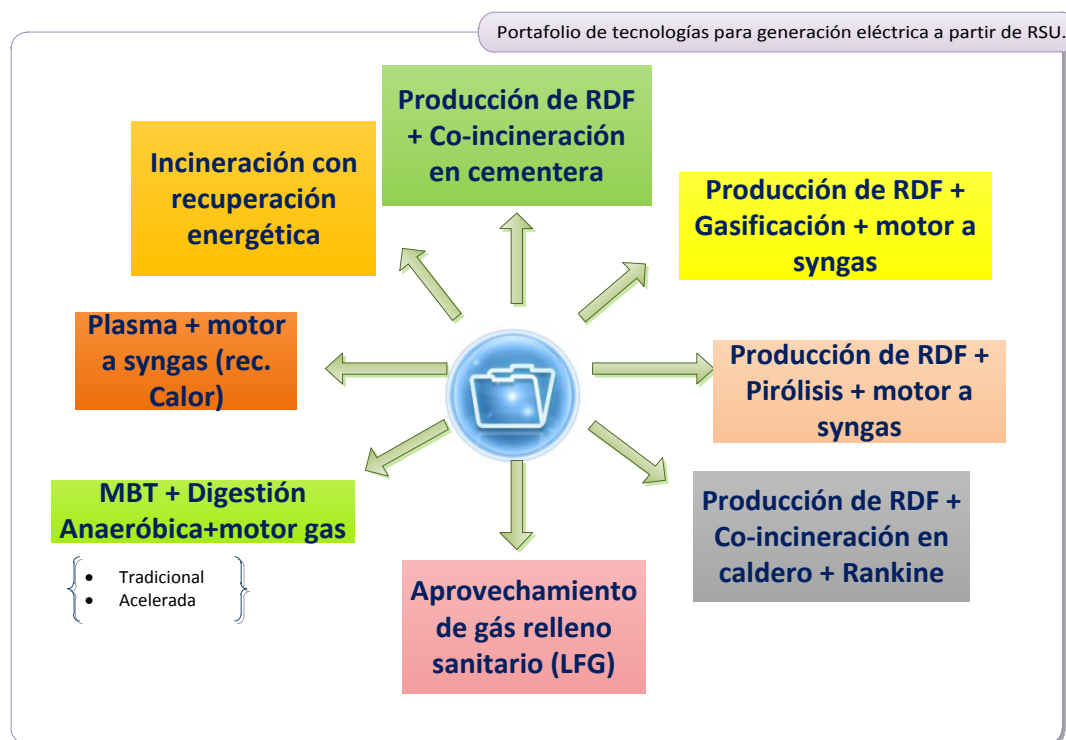 Portafolio de tecnologías para generación eléctrica a partir de RSU.
Producción de RDF
+ Co-incineración
en cementera
Incineración con
recuperación
energética
Producción de RDF +
Gasificación + motor a
syngas
Plasma + motor
a syngas (rec.
Calor)
Producción de RDF +
Pirólisis + motor a
syngas
MBT + Digestión
Anaeróbica+motor gas
• Tradicional
• Acelerada
Producción de RDF +
Co-incineración en
caldero + Rankine
Aprovechamiento
de gás relleno
sanitario (LFG)